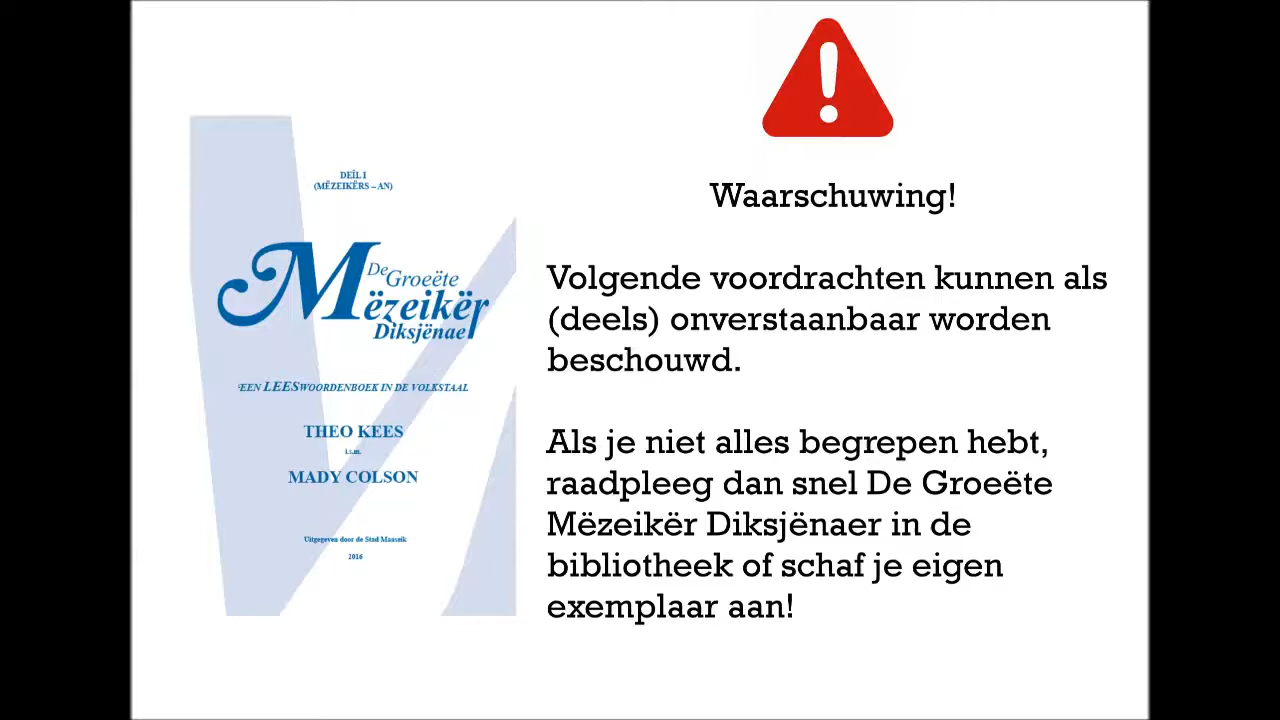 DEÎL I
(MËZEIKËRS – AN)
De Groeëte
Mëzeikër
Diksjënaer
EEN LEESWOORDENBOEK IN DE VOLKSTAAL
THEO KEES
i.s.m.
MADY COLSON
Uitgegeven door de Stad Maaseik
2016
!
Waarschuwing!
Volgende voordrachten kunnen als
(deels) onverstaanbaar worden
beschouwd.
Als je niet alles begrepen hebt,
raadpleeg dan snel De Groeëte
Mëzeikër Diksjënaer in de
bibliotheek of schaf je eigen
exemplaar aan!